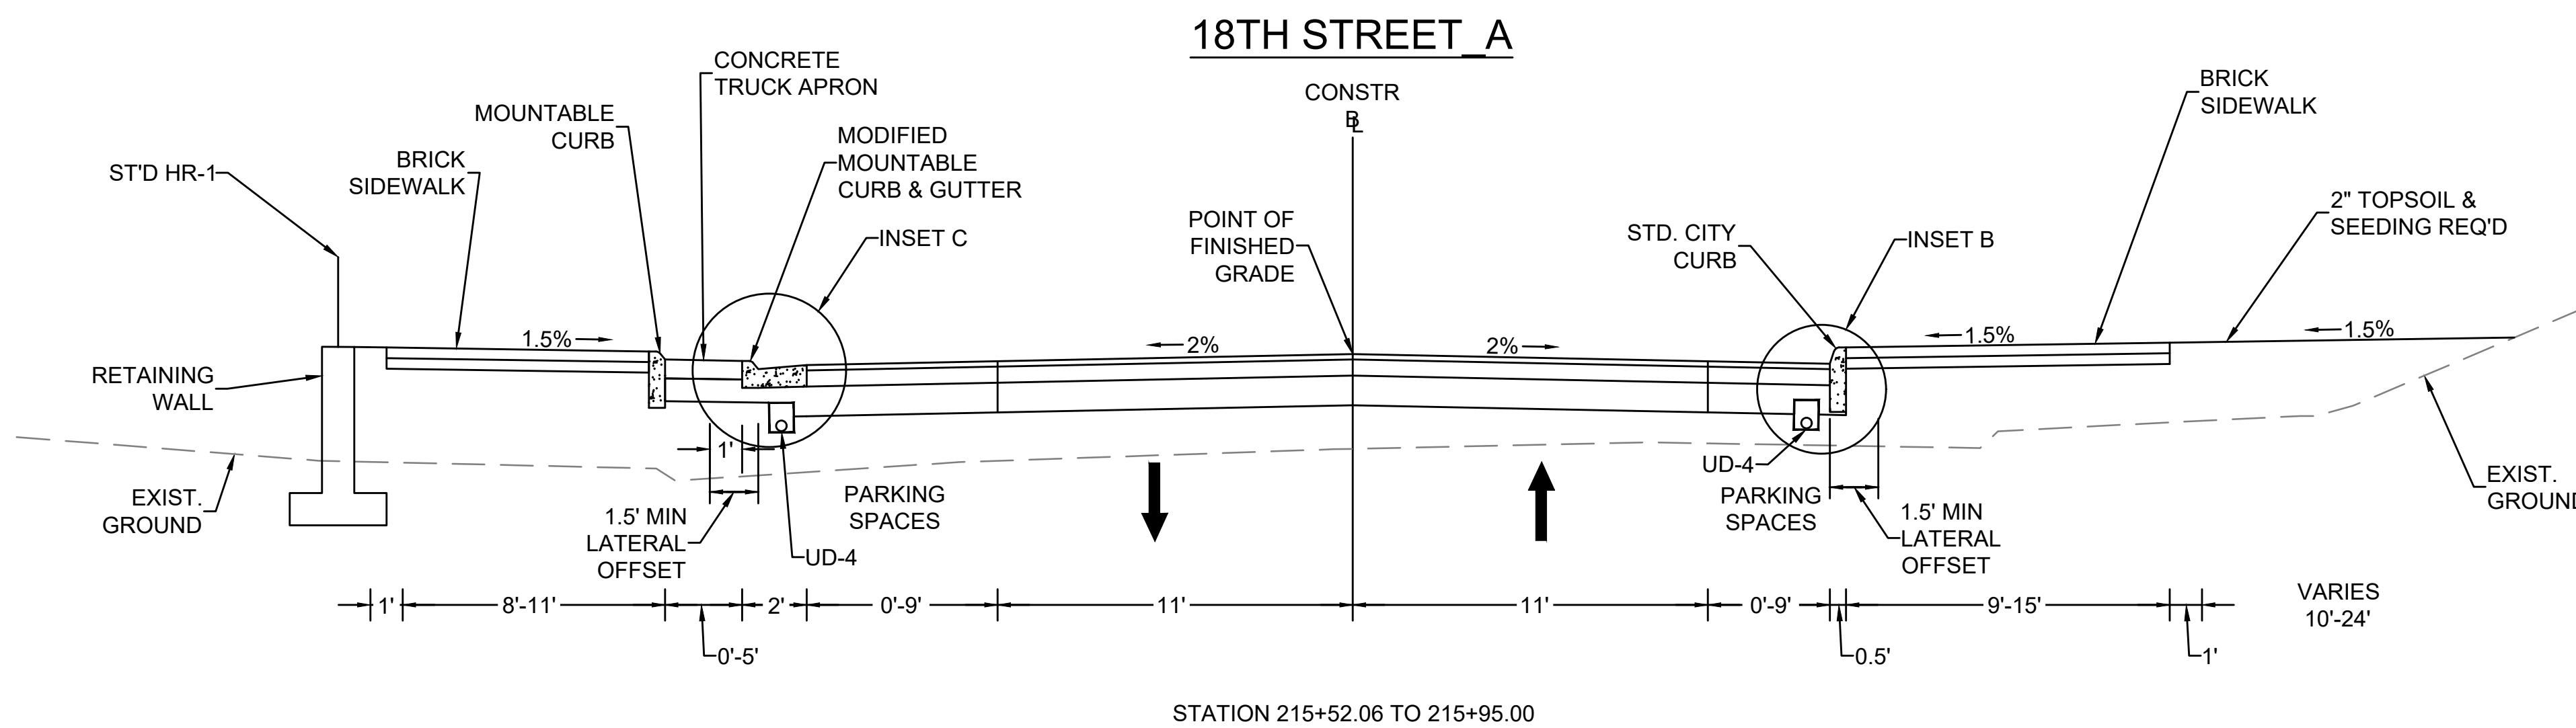 18TH STREET_A
CONCRETE
TRUCK APRON
CONSTR
BL
BRICK
SIDEWALK
MOUNTABLE
CURB
MODIFIED
MOUNTABLE
CURB & GUTTER
BRICK
SIDEWALK
ST'D HR-1
INSET C
POINT OF
FINISHED
GRADE
STD. CITY
CURB
INSET B
2" TOPSOIL &
SEEDING REQ'D
1.5%
2%
2%
1.5%
1.5%
RETAINING
WALL
1'
EXIST.
GROUND
1.5' MIN
LATERAL
OFFSET
UD-4
PARKING
SPACES
UD-4
PARKING
SPACES
1.5' MIN
LATERAL
OFFSET
EXIST.
GROUND
1'
8'-11'
2'
0'-9'
11'
11'
0'-9'
9'-15'
VARIES
10'-24'
0'-5'
0.5'
1'
STATION 215+52.06 TO 215+95.00